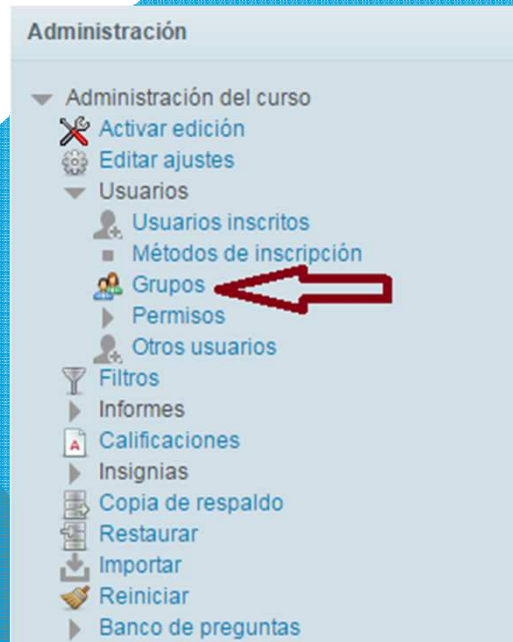 Administración
Administración del curso
Activar edición
Editar ajustes
Usuarios
Usuarios inscritos
Métodos de inscripción
Grupos
Permisos
Otros usuarios
Filtros
Informes
Calificaciones
Insignias
Copia de respaldo
Restaurar
Importar
Reiniciar
Banco de preguntas